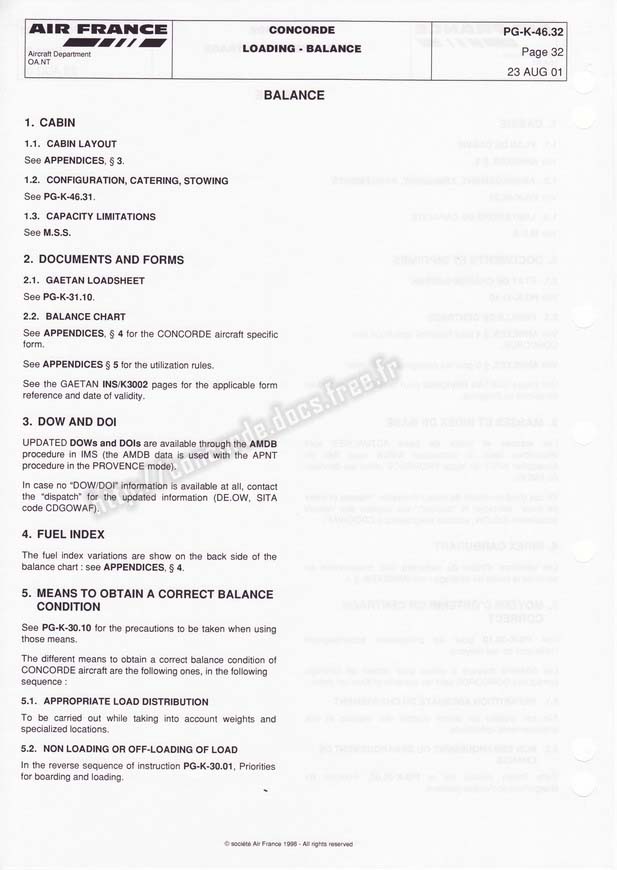 AIR FRANCE
Aircraft Department
OA.NT
CONCORDE
LOADING - BALANCE
PG-K-46.32
Page 32
23 AUG 01
BALANCE
1. CABIN
1.1. CABIN LAYOUT
See APPENDICES, § 3.
1.2. CONFIGURATION, CATERING, STOWING
See PG-K-46.31.
1.3. CAPACITY LIMITATIONS
See M.S.S.
2. DOCUMENTS AND FORMS
2.1. GAETAN LOADSHEET
See PG-K-31.10.
2.2. BALANCE CHART
See APPENDICES, § 4 for the CONCORDE aircraft specific
form.
See APPENDICES § 5 for the utilization rules.
See the GAETAN INS/K3002 pages for the applicable form
reference and date of validity.
3. DOW AND DOI
UPDATED DOWs and DOIs are available through the AMDB
procedure in IMS (the AMDB data is used with the APNT
procedure in the PROVENCE mode).
In case no "DOW/DOI" information is available at all, contact
the "dispatch" for the updated information (DE.OW, SITA
code CDGOWAF).
4. FUEL INDEX
The fuel index variations are show on the back side of the
balance chart : see APPENDICES, § 4.
5. MEANS TO OBTAIN A CORRECT BALANCE
CONDITION
See PG-K-30.10 for the precautions to be taken when using
those means.
The different means to obtain a correct balance condition of
CONCORDE aircraft are the following ones, in the following
sequence :
5.1. APPROPRIATE LOAD DISTRIBUTION
To be carried out while taking into account weights and
specialized locations.
5.2. NON LOADING OR OFF-LOADING OF LOAD
In the reverse sequence of instruction PG-K-30.01, Priorities
for boarding and loading.
http://concorde.docs.free.fr
© société Air France 1998 - All rights reserved